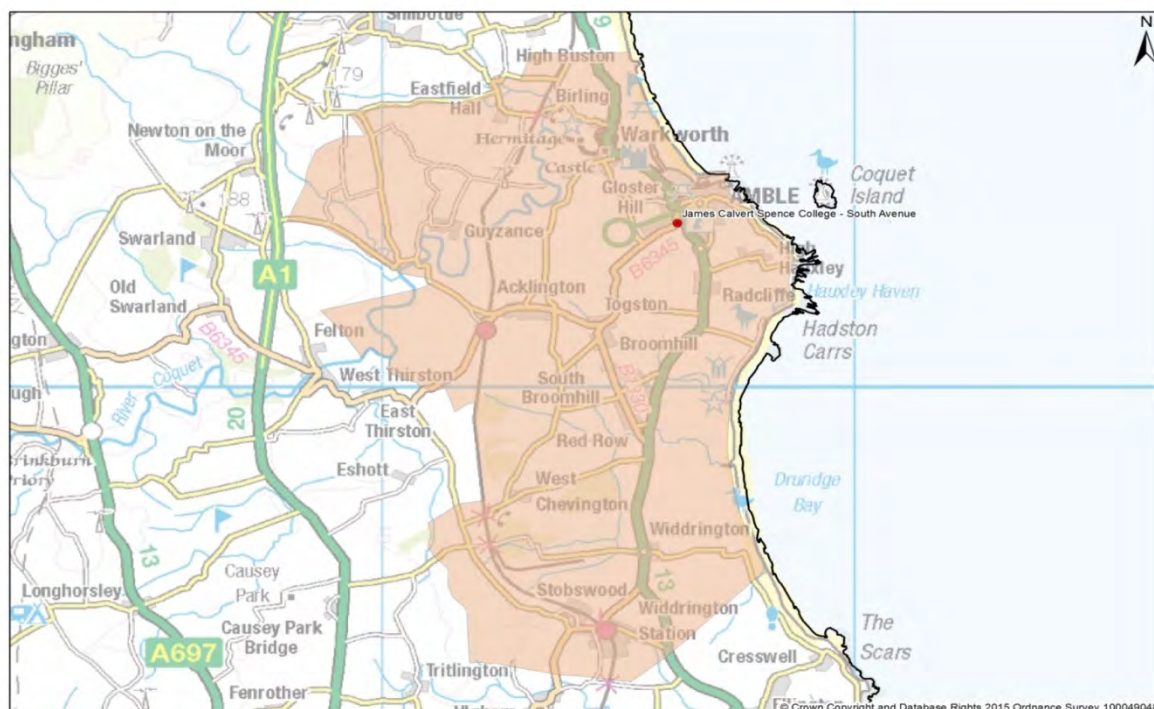 N
Shilbottle
High Buston
Bigges'
Pillar
179
Eastfield
Hall
Birling
Newton on the
Moor
Hermitage
Warkworth
Castle
Coquet
Island
188
Gloster
Hill
AMBLE
James Calvert Spence College - South Avenue
Swarland
Guyzance
B6345
High
Hauxley
A1
Old
Swarland
Acklington
Togston
Radcliffe
Hauxley Haven
Felton
Hadston
Carrs
B6345
Broomhill
River Coquet
West Thirston
South
Broomhill
East
Thirston
20
Red Row
Eshott
West
Chevington
Druridge
Bay
13
Widdrington
Longhorsley
Causey
Park
Stobswood
13
Widdrington
Station
The
Scars
Causey Park
Bridge
A697
Tritlington
Cresswell
Fenrother
© Crown Copyright and Database Rights 2015 Ordnance Survey 100049048